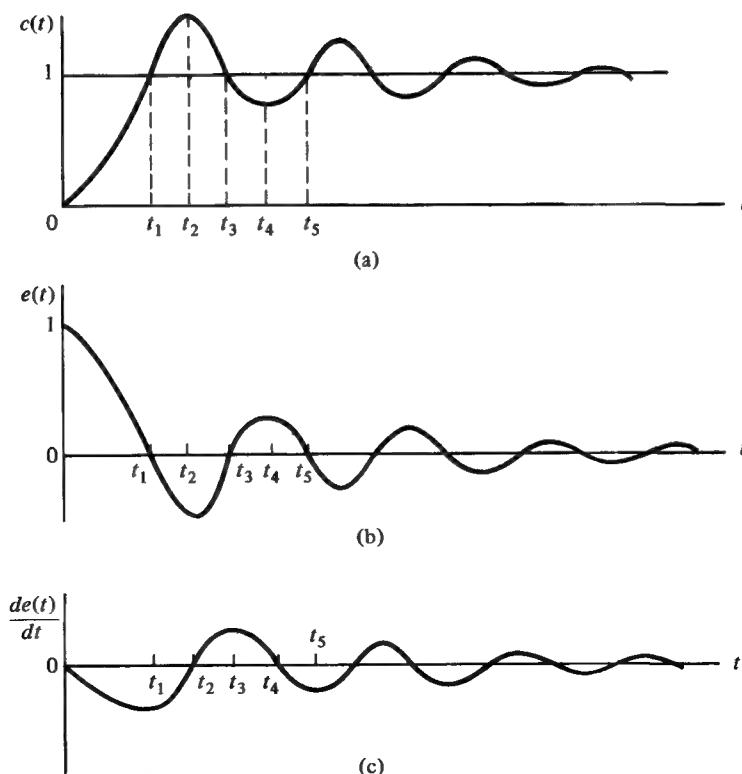 c(t)
1
0
t₁ t₂ t₃ t₄ t₅
(a)
e(t)
1
0
t₁ t₂ t₃ t₄ t₅
(b)
de(t)
dt
0
t₅
t₁ t₂ t₃ t₄
t
(c)